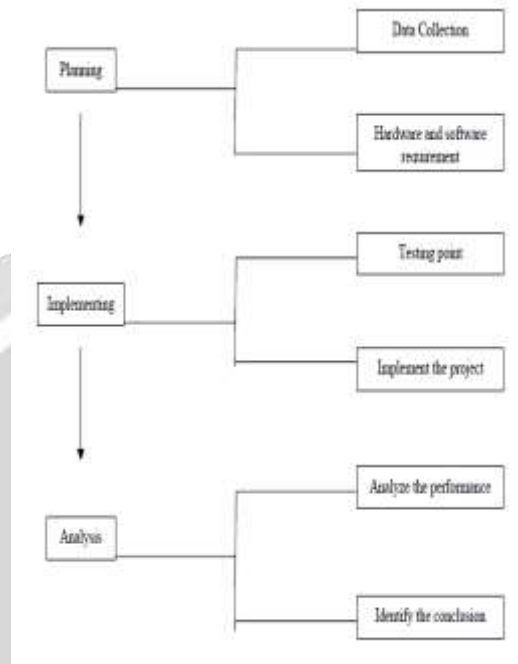 Data Collection
Planning
Hardware and software
requirement
Testing point
Implementing
Implement the project
Analyze the performance
Analysis
Identify the conclusion